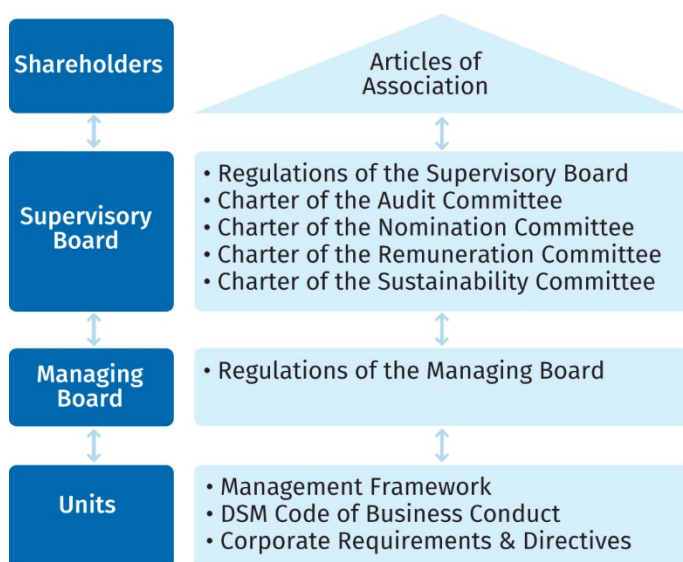 Shareholders
Articles of
Association
Supervisory
Board
• Regulations of the Supervisory Board
• Charter of the Audit Committee
• Charter of the Nomination Committee
• Charter of the Remuneration Committee
• Charter of the Sustainability Committee
Managing
Board
• Regulations of the Managing Board
Units
• Management Framework
• DSM Code of Business Conduct
• Corporate Requirements & Directives